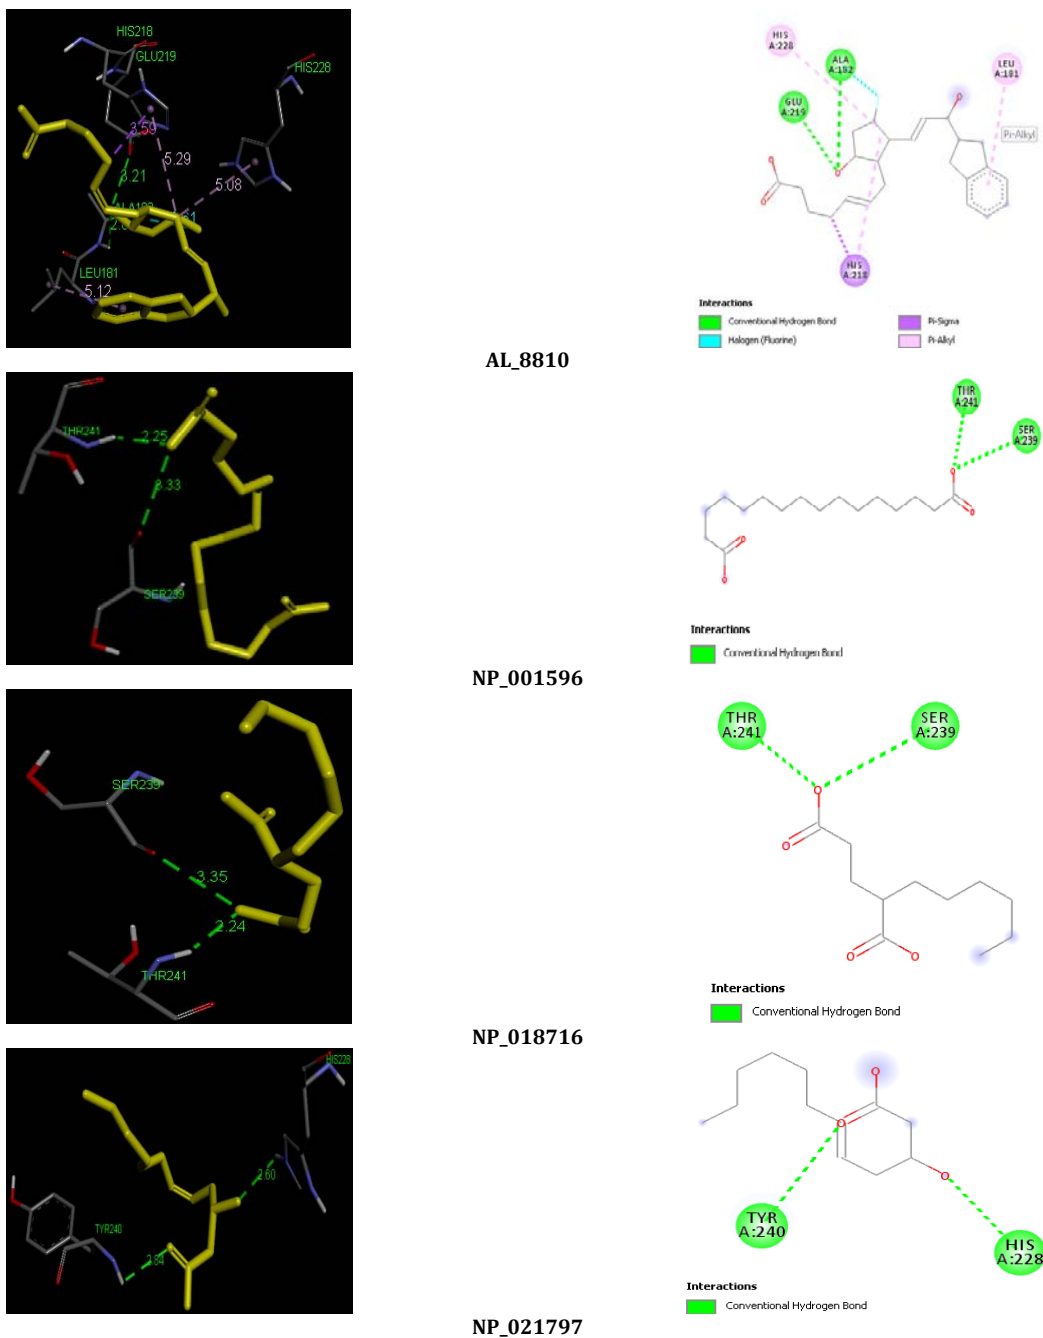 HIS218
GLU219
HIS228
3.59
5.29
5.08
3.21
LEU181
5.12
HIS
A:228
ALA
A:182
LEU
A:181
GLU
A:219
Pi-Alkyl
HIS
A:218
Interactions
Conventional Hydrogen Bond
Pi-Sigma
Halogen (Fluorine)
Pi-Alkyl
AL_8810
THR241
2.25
3.33
SER239
THR
A:241
SER
A:239
Interactions
Conventional Hydrogen Bond
NP_001596
SER239
3.35
2.24
THR241
THR
A:241
SER
A:239
Interactions
Conventional Hydrogen Bond
NP_018716
HIS228
2.60
TYR240
2.84
TYR
A:240
HIS
A:228
Interactions
Conventional Hydrogen Bond
NP_021797